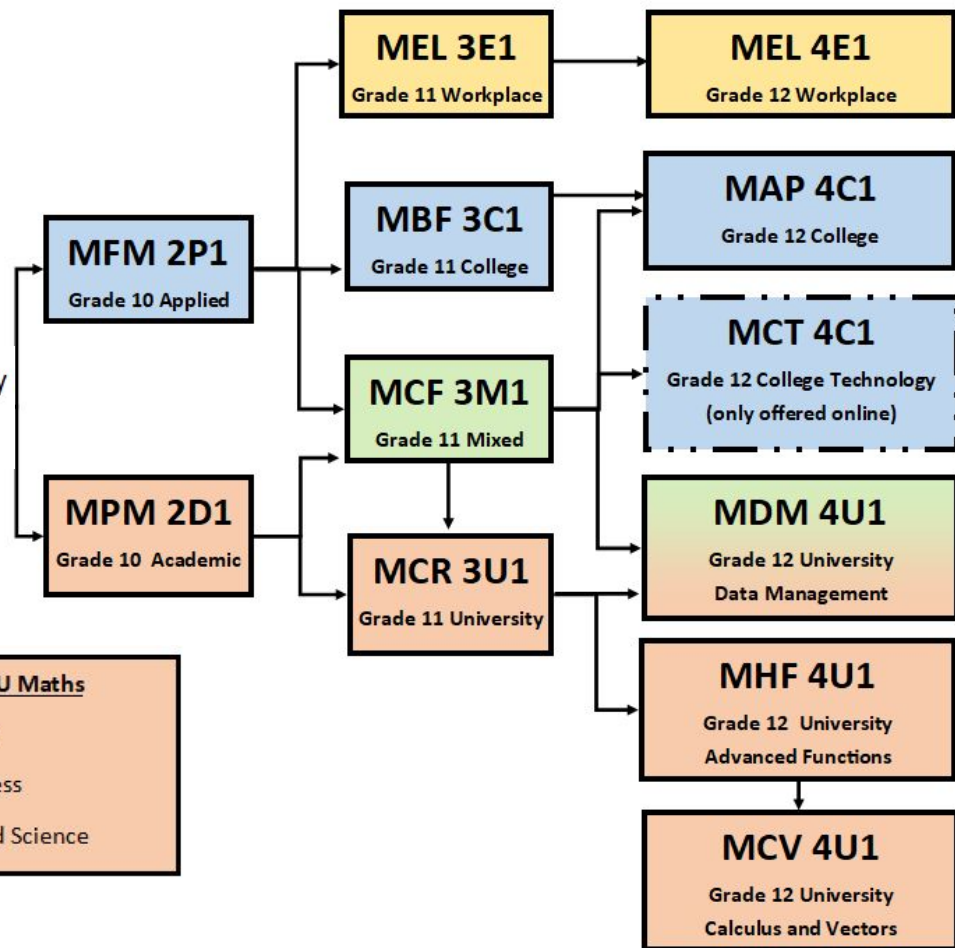 MEL 3E1
Grade 11 Workplace
MEL 4E1
Grade 12 Workplace
MFM 2P1
Grade 10 Applied
MBF 3C1
Grade 11 College
MAP 4C1
Grade 12 College
MCT 4C1
Grade 12 College Technology
(only offered online)
MCF 3M1
Grade 11 Mixed
MPM 2D1
Grade 10 Academic
MCR 3U1
Grade 11 University
MDM 4U1
Grade 12 University
Data Management
MHF 4U1
Grade 12 University
Advanced Functions
MCV 4U1
Grade 12 University
Calculus and Vectors
U Maths
Science